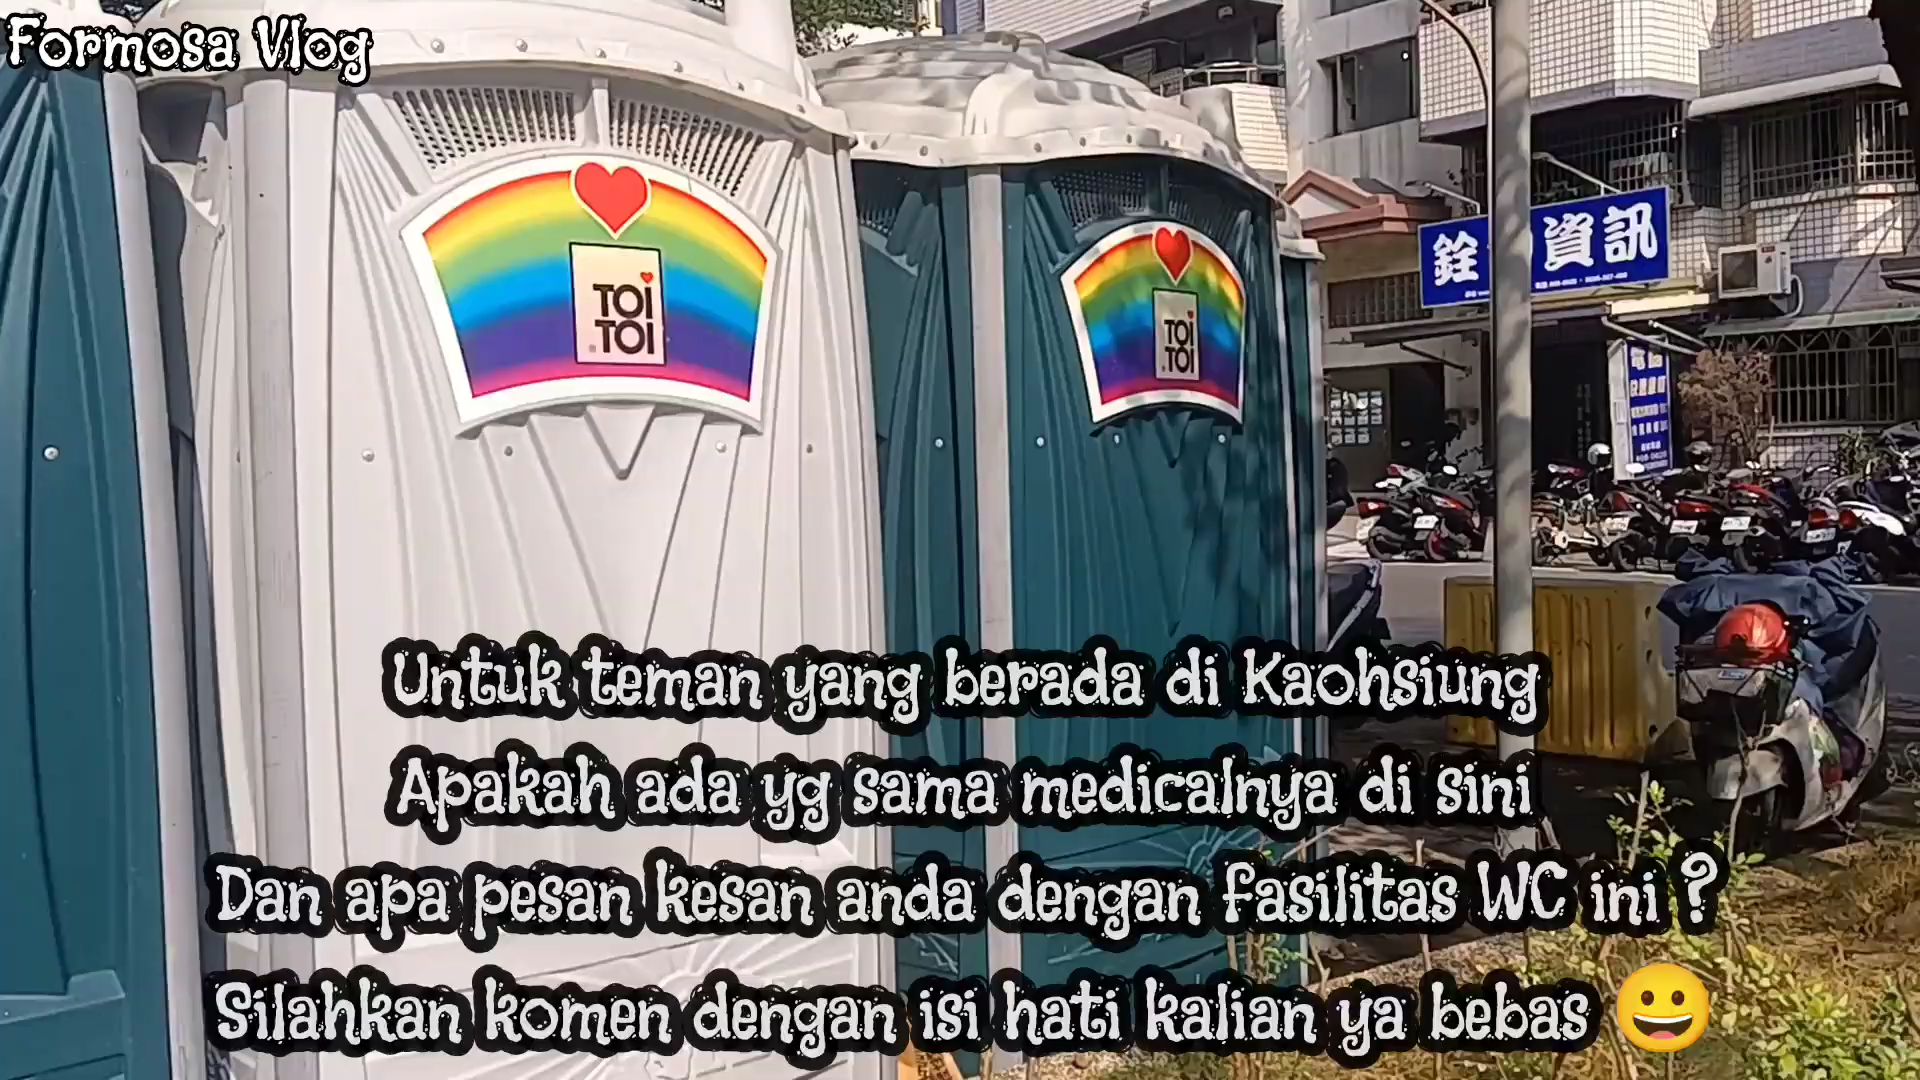 Formosa Vlog
TOI
TOI
TOI
TOI
銓 資訊
Untuk teman yang berada di Kaohsiung
Apakah ada yg sama medicalnya di sini
Dan apa pesan kesan anda dengan fasilitas WC ini ?
Silahkan komen dengan isi hati kalian ya bebas 😀